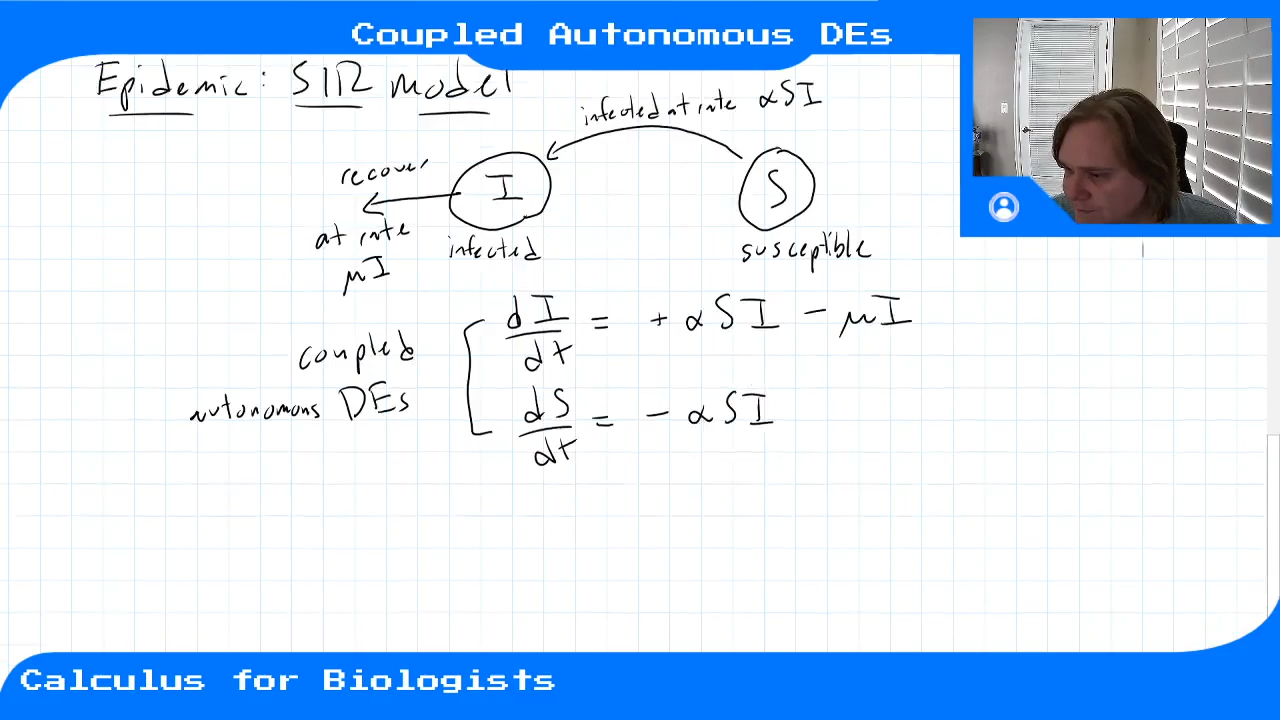 Coupled Autonomous DEs
Epidemic: SIR model
infected at rate αSI
recover
I
S
at rate
μI
infected
susceptible
dI/dt = + αSI - μI
coupled
autonomous DEs
dS/dt = - αSI
Calculus for Biologists